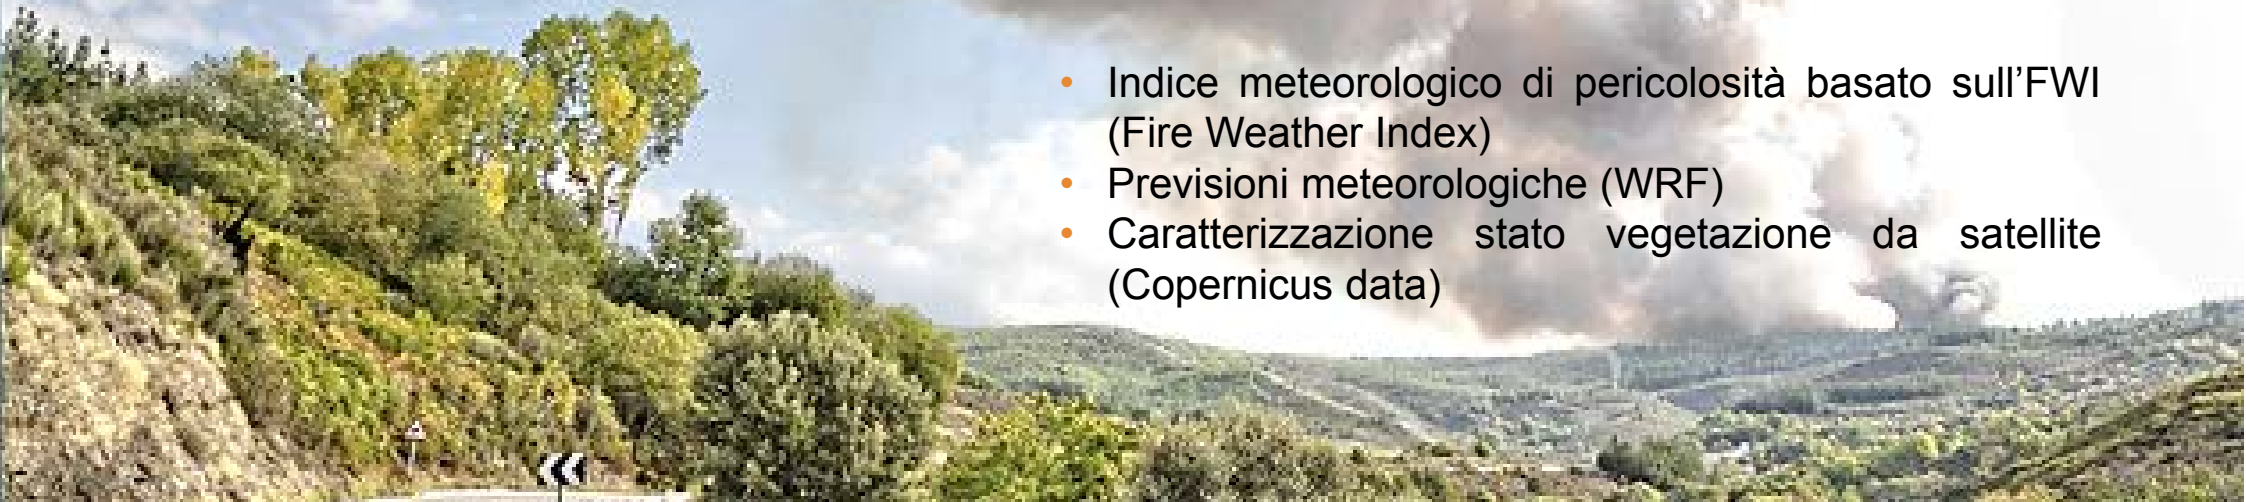 • Indice meteorologico di pericolosità basato sull’FWI
(Fire Weather Index)
• Previsioni meteorologiche (WRF)
• Caratterizzazione stato vegetazione da satellite
(Copernicus data)